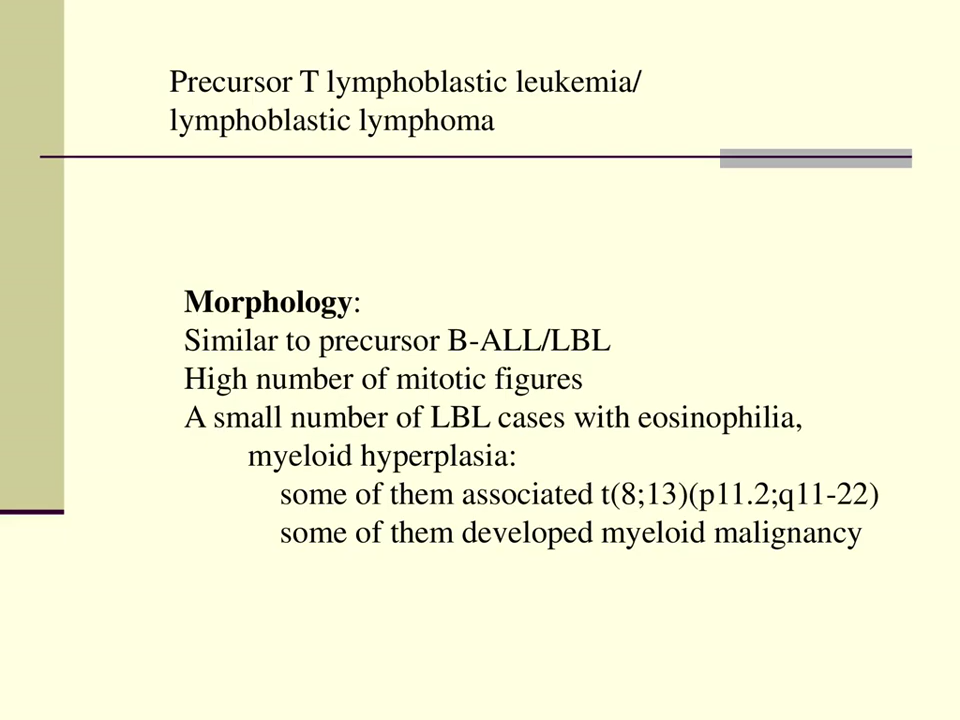 Precursor T lymphoblastic leukemia/
lymphoblastic lymphoma
Morphology:
Similar to precursor B-ALL/LBL
High number of mitotic figures
A small number of LBL cases with eosinophilia,
myeloid hyperplasia:
some of them associated t(8;13)(p11.2;q11-22)
some of them developed myeloid malignancy